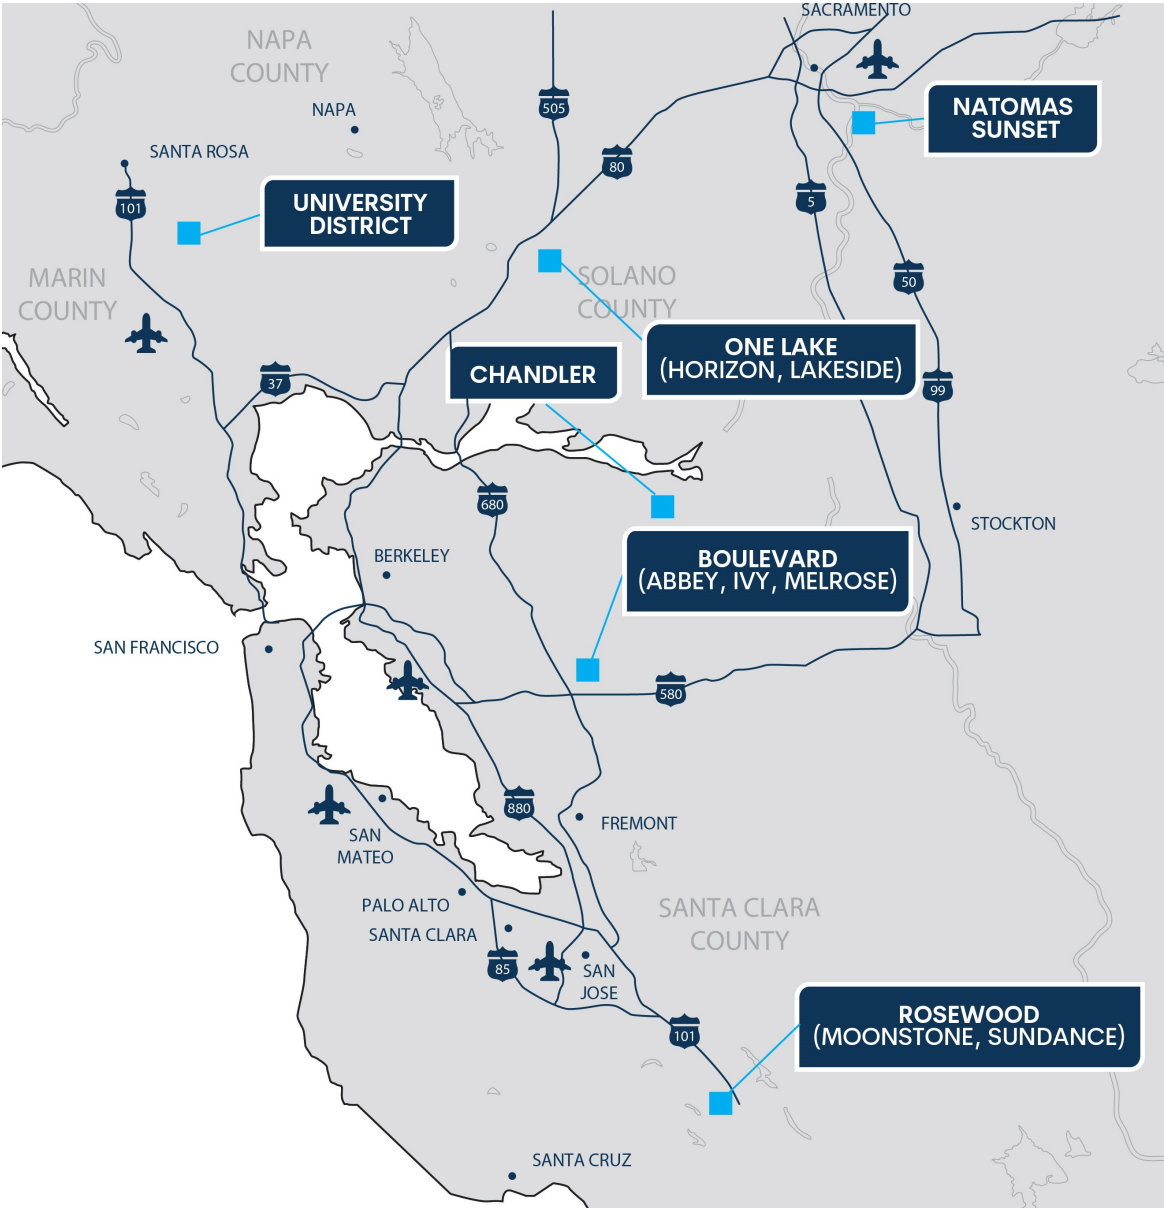 SACRAMENTO
NAPA
COUNTY
505
NATOMAS
SUNSET
NAPA
SANTA ROSA
80
101
5
UNIVERSITY
DISTRICT
MARIN
COUNTY
SOLANO
COUNTY
50
ONE LAKE
(HORIZON, LAKESIDE)
CHANDLER
37
99
680
STOCKTON
BERKELEY
BOULEVARD
(ABBEY, IVY, MELROSE)
SAN FRANCISCO
580
880
FREMONT
SAN
MATEO
PALO ALTO
SANTA CLARA
SANTA CLARA
COUNTY
85
SAN
JOSE
101
ROSEWOOD
(MOONSTONE, SUNDANCE)
SANTA CRUZ